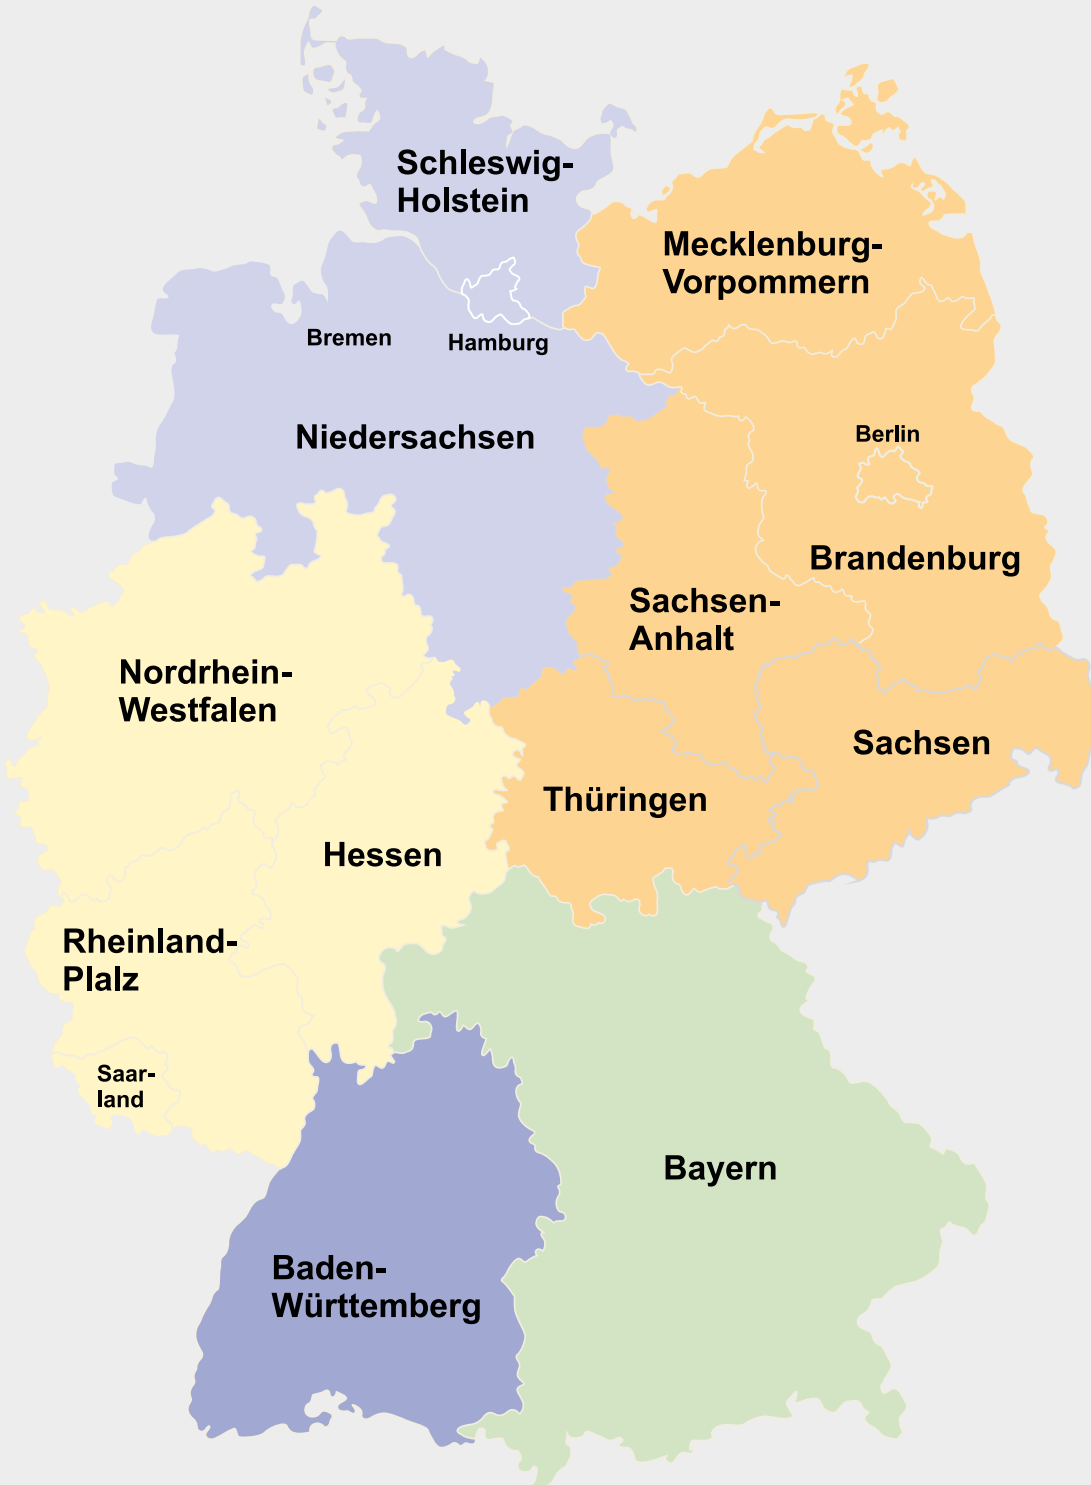 Schleswig-
Holstein
Mecklenburg-
Vorpommern
Bremen
Hamburg
Niedersachsen
Berlin
Brandenburg
Sachsen-
Anhalt
Nordrhein-
Westfalen
Sachsen
Thüringen
Hessen
Rheinland-
Plalz
Saar-
land
Bayern
Baden-
Württemberg